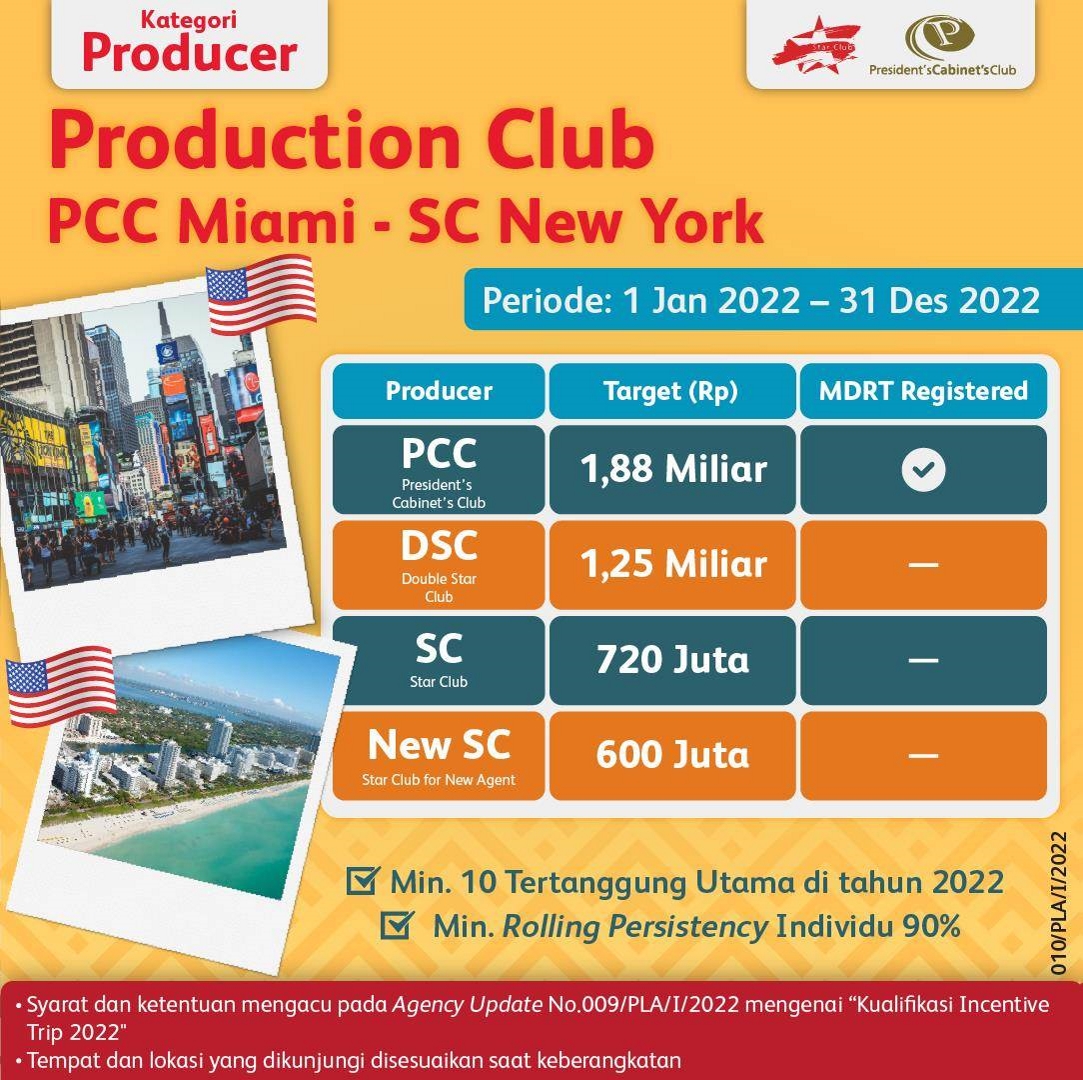 Kategori
Producer
Star Club
P
President'sCabinet'sClub
Production Club
PCC Miami - SC New York
Periode: 1 Jan 2022 – 31 Des 2022
Producer Target (Rp) MDRT Registered
PCC
President's
Cabinet's Club
1,88 Miliar
DSC
Double Star
Club
1,25 Miliar
—
SC
Star Club
720 Juta
—
New SC
Star Club for New Agent
600 Juta
—
Min. 10 Tertanggung Utama di tahun 2022
Min. Rolling Persistency Individu 90%
010/PLA/I/2022
• Syarat dan ketentuan mengacu pada Agency Update No.009/PLA/I/2022 mengenai “Kualifikasi Incentive
Trip 2022"
• Tempat dan lokasi yang dikunjungi disesuaikan saat keberangkatan